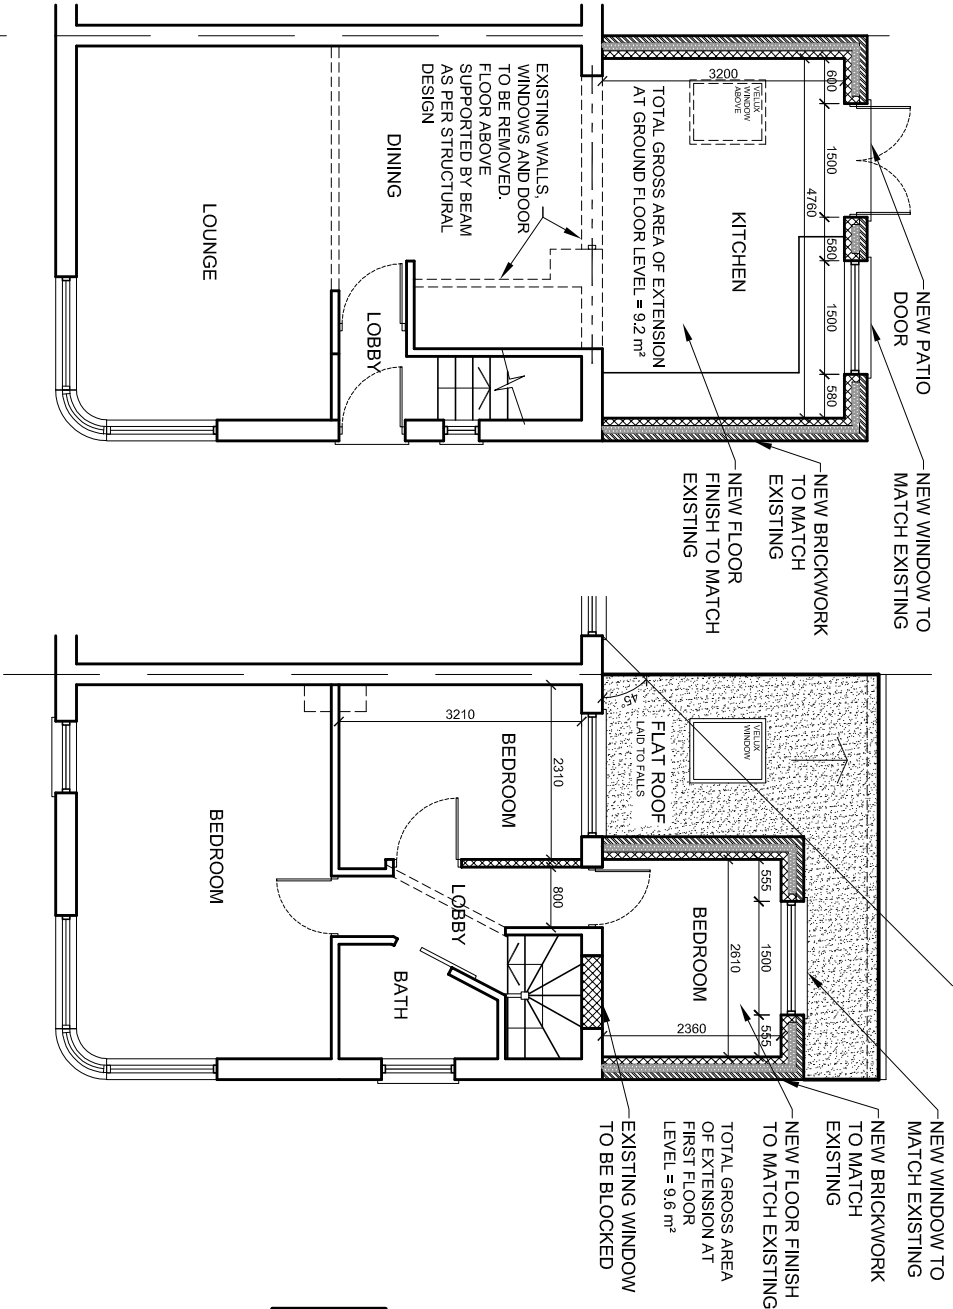 NEW PATIO
DOOR
NEW WINDOW TO
MATCH EXISTING
600
1500
580
1500
580
4760
3200
VELUX
WINDOW
ABOVE
KITCHEN
TOTAL GROSS AREA OF EXTENSION
AT GROUND FLOOR LEVEL = 9.2 m²
NEW BRICKWORK
TO MATCH
EXISTING
NEW FLOOR
FINISH TO MATCH
EXISTING
EXISTING WALLS,
WINDOWS AND DOOR
TO BE REMOVED.
FLOOR ABOVE
SUPPORTED BY BEAM
AS PER STRUCTURAL
DESIGN
DINING
LOBBY
LOUNGE
NEW WINDOW TO
MATCH EXISTING
NEW BRICKWORK
TO MATCH
EXISTING
NEW FLOOR FINISH
TO MATCH EXISTING
TOTAL GROSS AREA
OF EXTENSION AT
FIRST FLOOR
LEVEL = 9.6 m²
EXISTING WINDOW
TO BE BLOCKED
VELUX
WINDOW
FLAT ROOF
LAID TO FALLS
45°
555
1500
555
2610
2360
BEDROOM
BEDROOM
2310
800
3210
LOBBY
BATH
BEDROOM